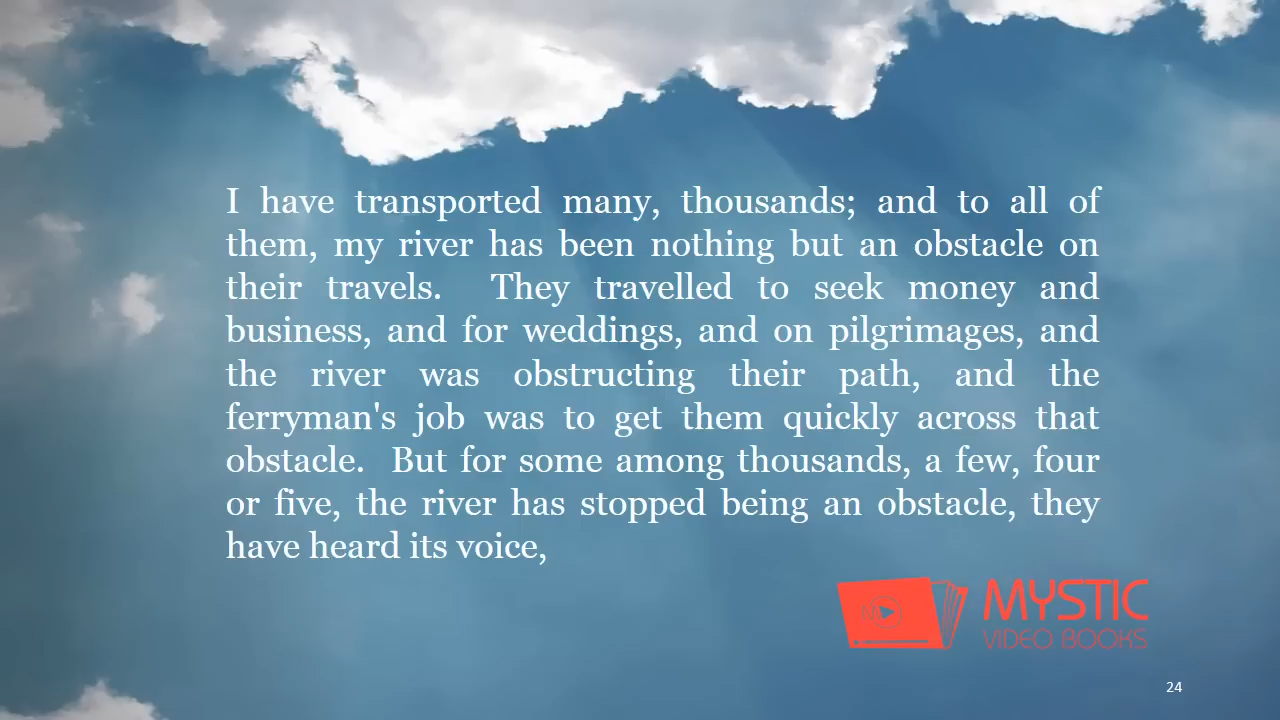 I have transported many, thousands; and to all of
them, my river has been nothing but an obstacle on
their travels.  They travelled to seek money and
business, and for weddings, and on pilgrimages, and
the river was obstructing their path, and the
ferryman's job was to get them quickly across that
obstacle.  But for some among thousands, a few, four
or five, the river has stopped being an obstacle, they
have heard its voice,
MYSTIC
VIDEO BOOKS
24